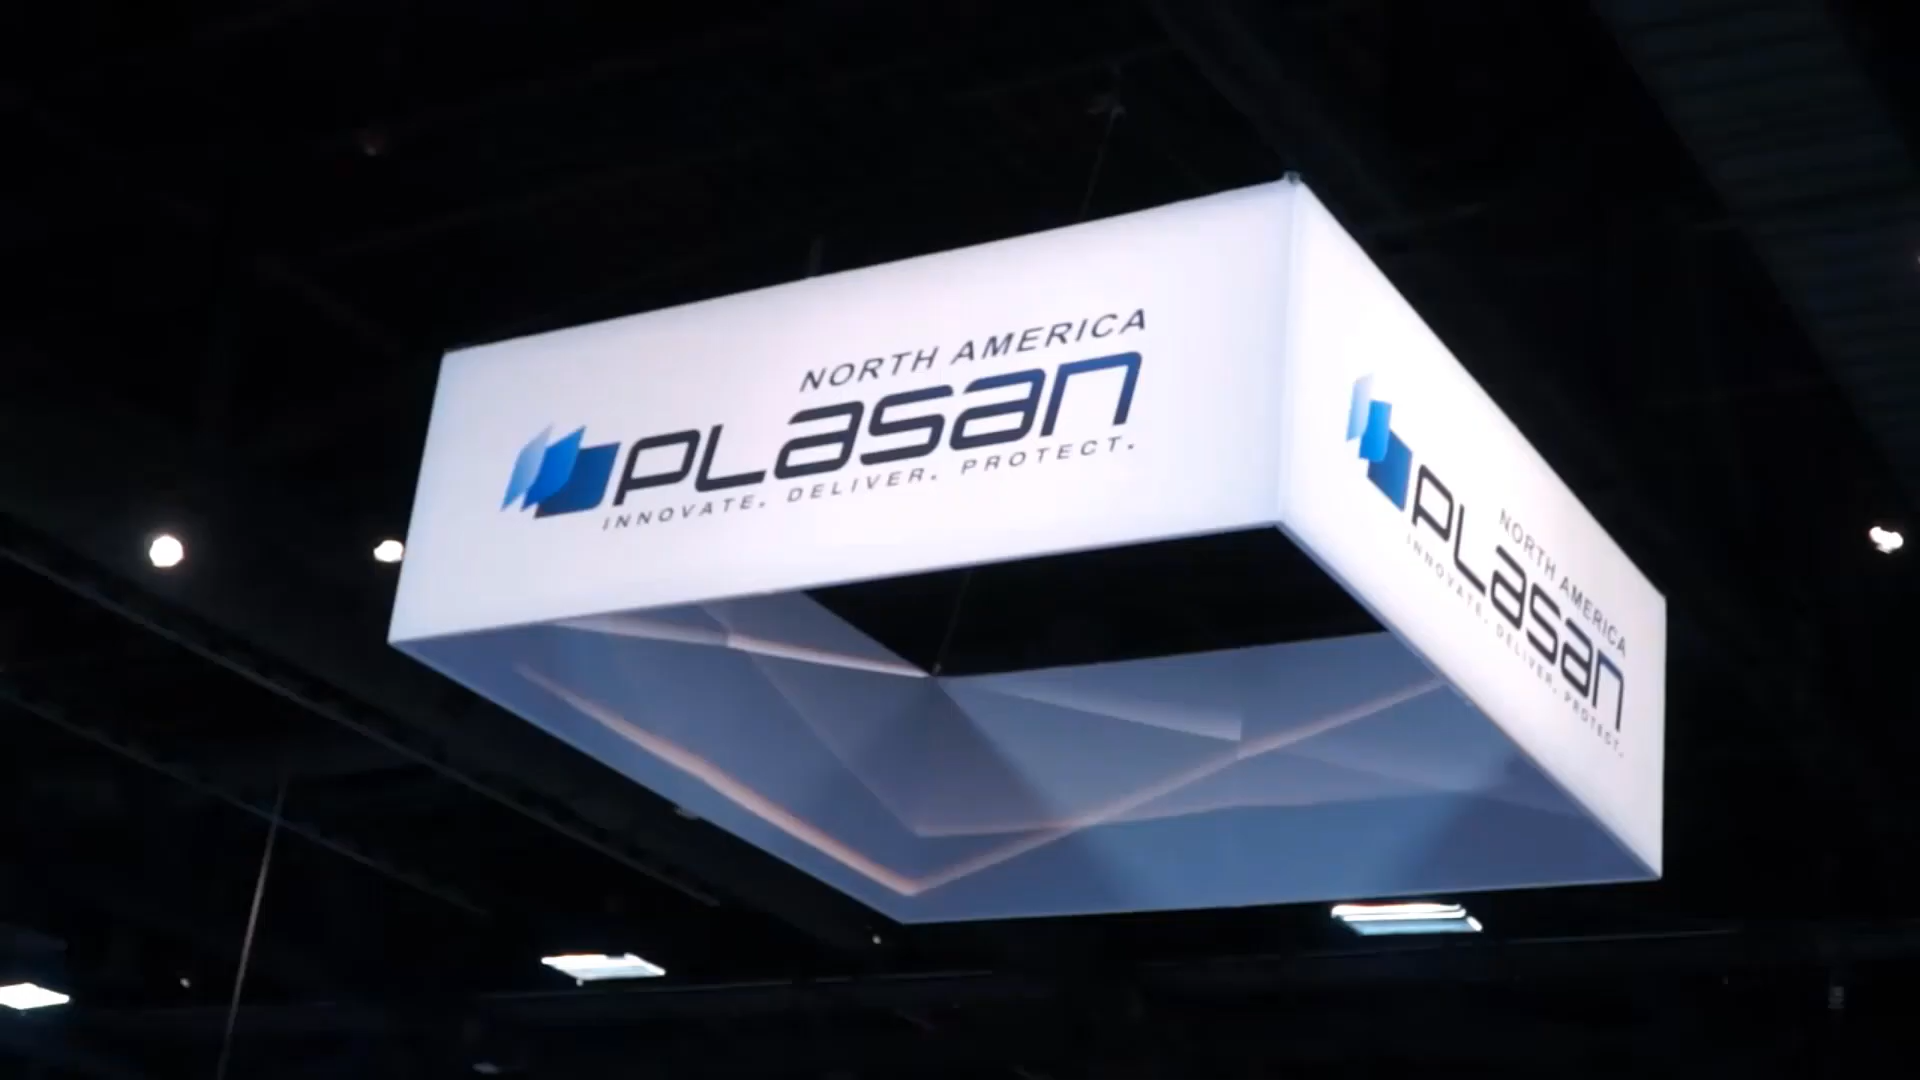 NORTH AMERICA
PLasan
INNOVATE. DELIVER. PROTECT.
NORTH AMERICA
PLasan
INNOVATE. DELIVER. PROTECT.